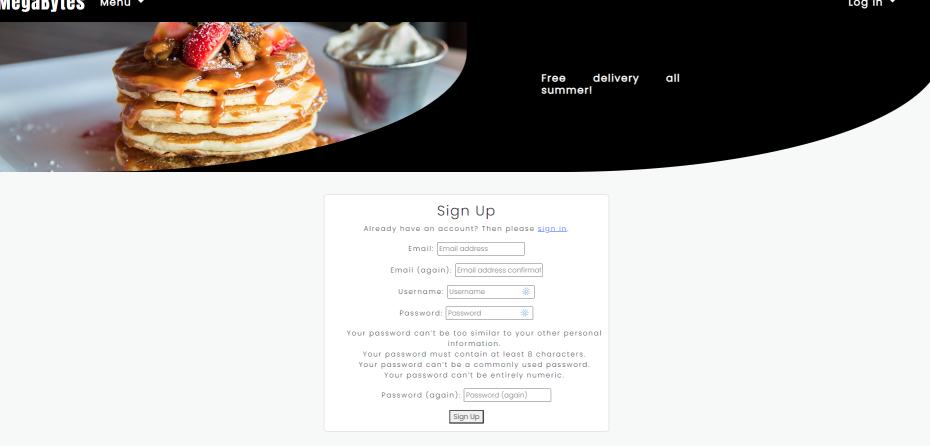 MegaBytes Menu Log In
Free delivery all
summer!
Sign Up
Already have an account? Then please sign in.
Email: Email address
Email (again): Email address confirmat
Username: Username
Password: Password
Your password can't be too similar to your other personal
information.
Your password must contain at least 8 characters.
Your password can't be a commonly used password.
Your password can't be entirely numeric.
Password (again): Password (again)
Sign Up